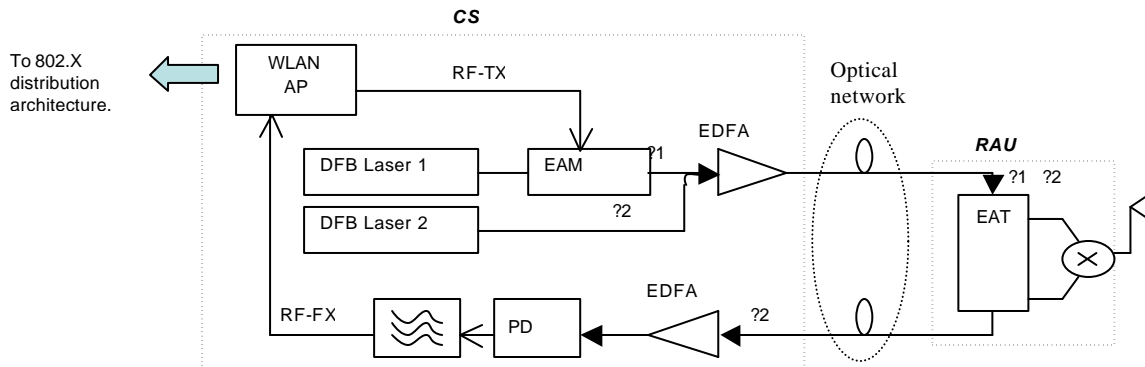 CS
To 802.X
distribution
architecture.
WLAN
AP
RF-TX
Optical
network
EDFA
RAU
DFB Laser 1
EAM
?1
?1 ?2
DFB Laser 2
?2
EAT
EDFA
RF-FX
PD
?2